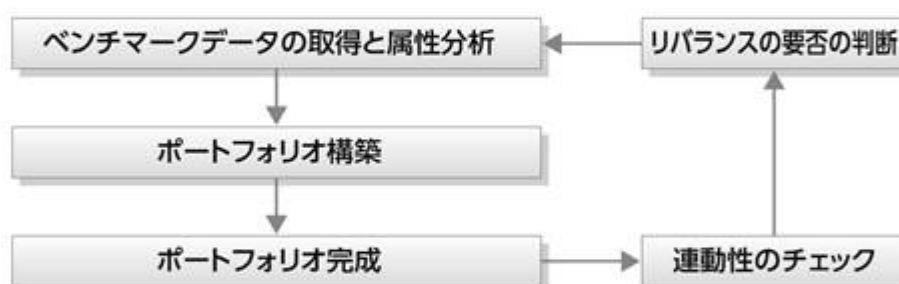 ベンチマークデータの取得と属性分析
リバランスの要否の判断
ポートフォリオ構築
ポートフォリオ完成
連動性のチェック